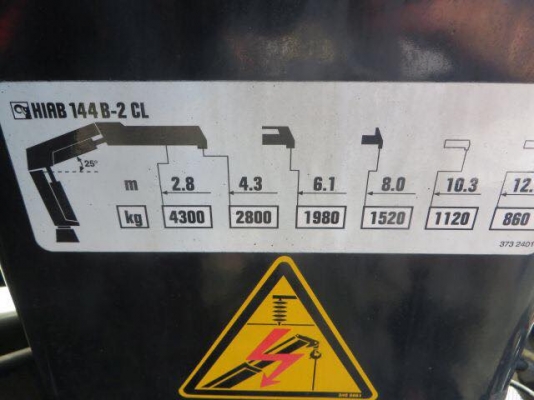 HIAB 144 B-2 CL
25°
m 2.8 4.3 6.1 8.0 10.3 12.
kg 4300 2800 1980 1520 1120 860
373 2401